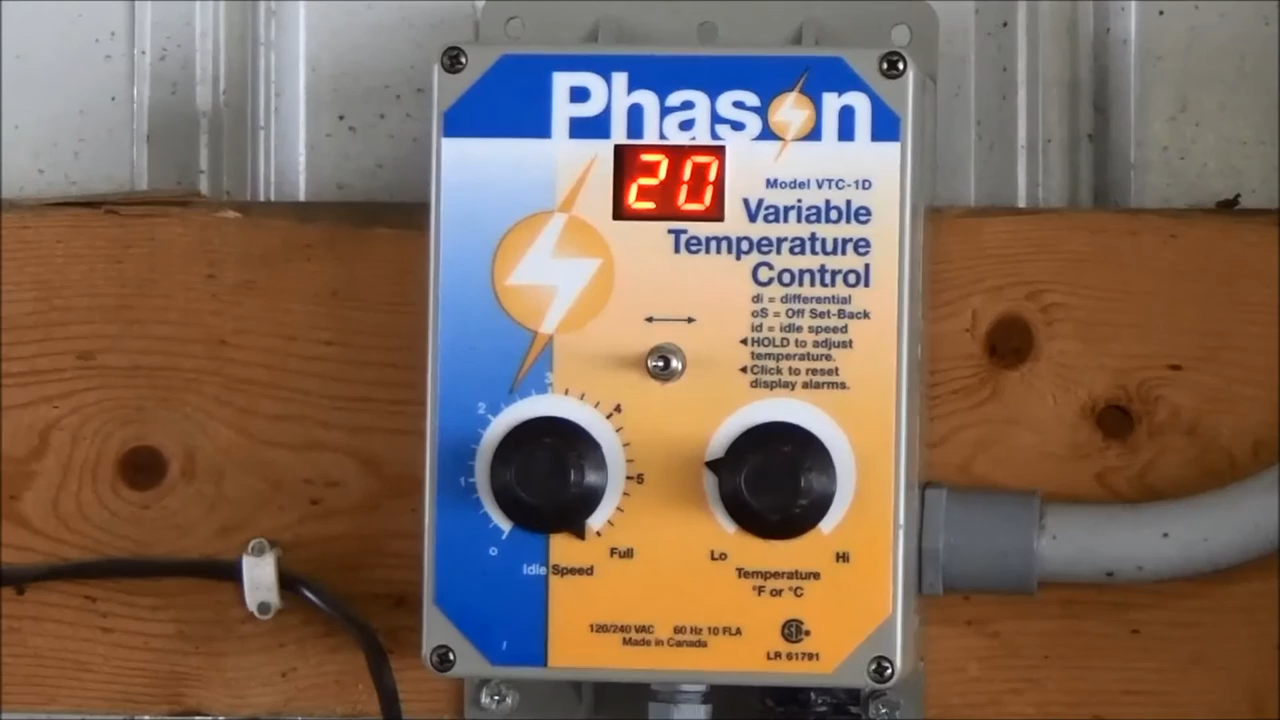 Phason
20
Model VTC-1D
Variable
Temperature
Control
di = differential
oS = Off Set-Back
id = idle speed
◄HOLD to adjust
temperature.
◄Click to reset
display alarms.
0
1
2
3
4
5
Full
Idle Speed
Lo
Hi
Temperature
°F or °C
120/240 VAC 60 Hz 10 FLA
Made in Canada
LR 61791